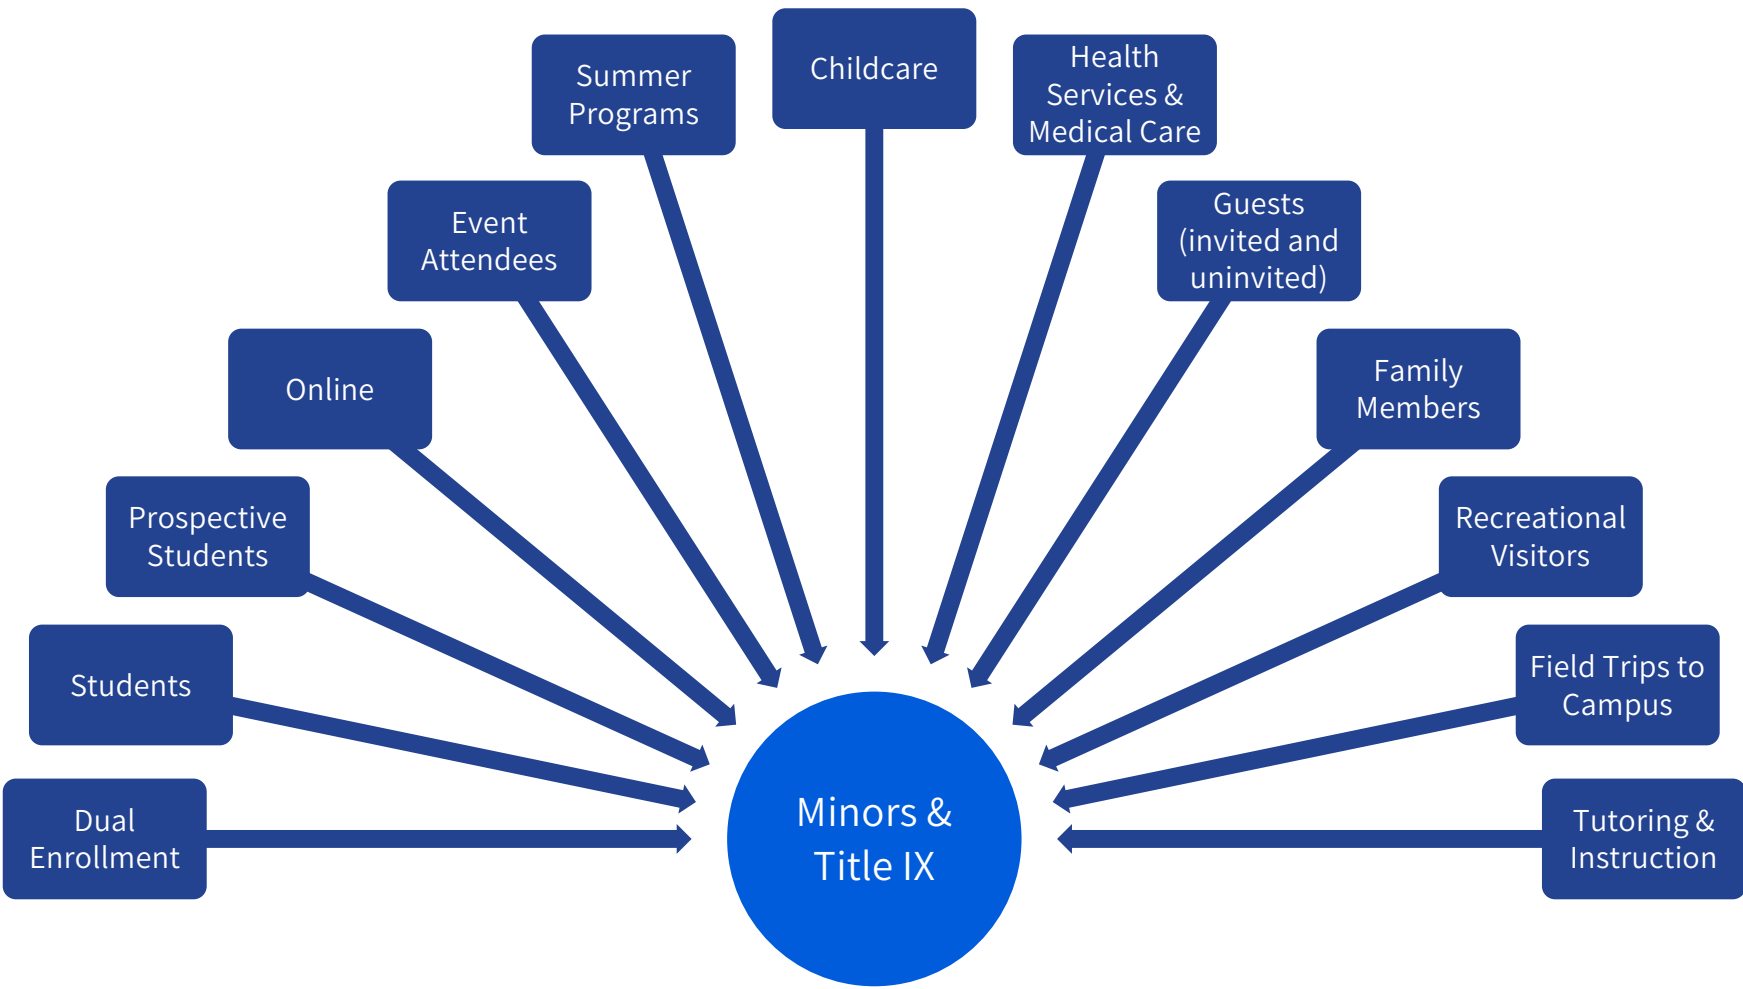 Childcare
Summer
Programs
Health
Services &
Medical Care
Event
Attendees
Guests
(invited and
uninvited)
Online
Family
Members
Prospective
Students
Recreational
Visitors
Students
Field Trips to
Campus
Dual
Enrollment
Minors &
Title IX
Tutoring &
Instruction